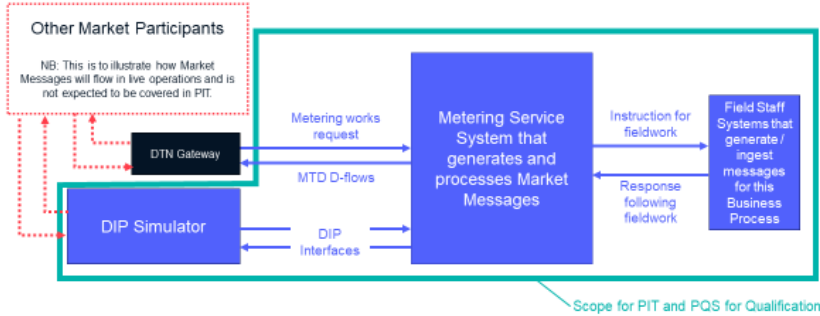 Other Market Participants
NB: This is to illustrate how Market
Messages will flow in live operations and is
not expected to be covered in PIT.
DTN Gateway
Metering works
request
MTD D-flows
DIP Simulator
DIP
Interfaces
Metering Service
System that
generates and
processes Market
Messages
Instruction for
fieldwork
Response
following
fieldwork
Field Staff
Systems that
generate /
ingest
messages
for this
Business
Process
Scope for PIT and PQS for Qualification